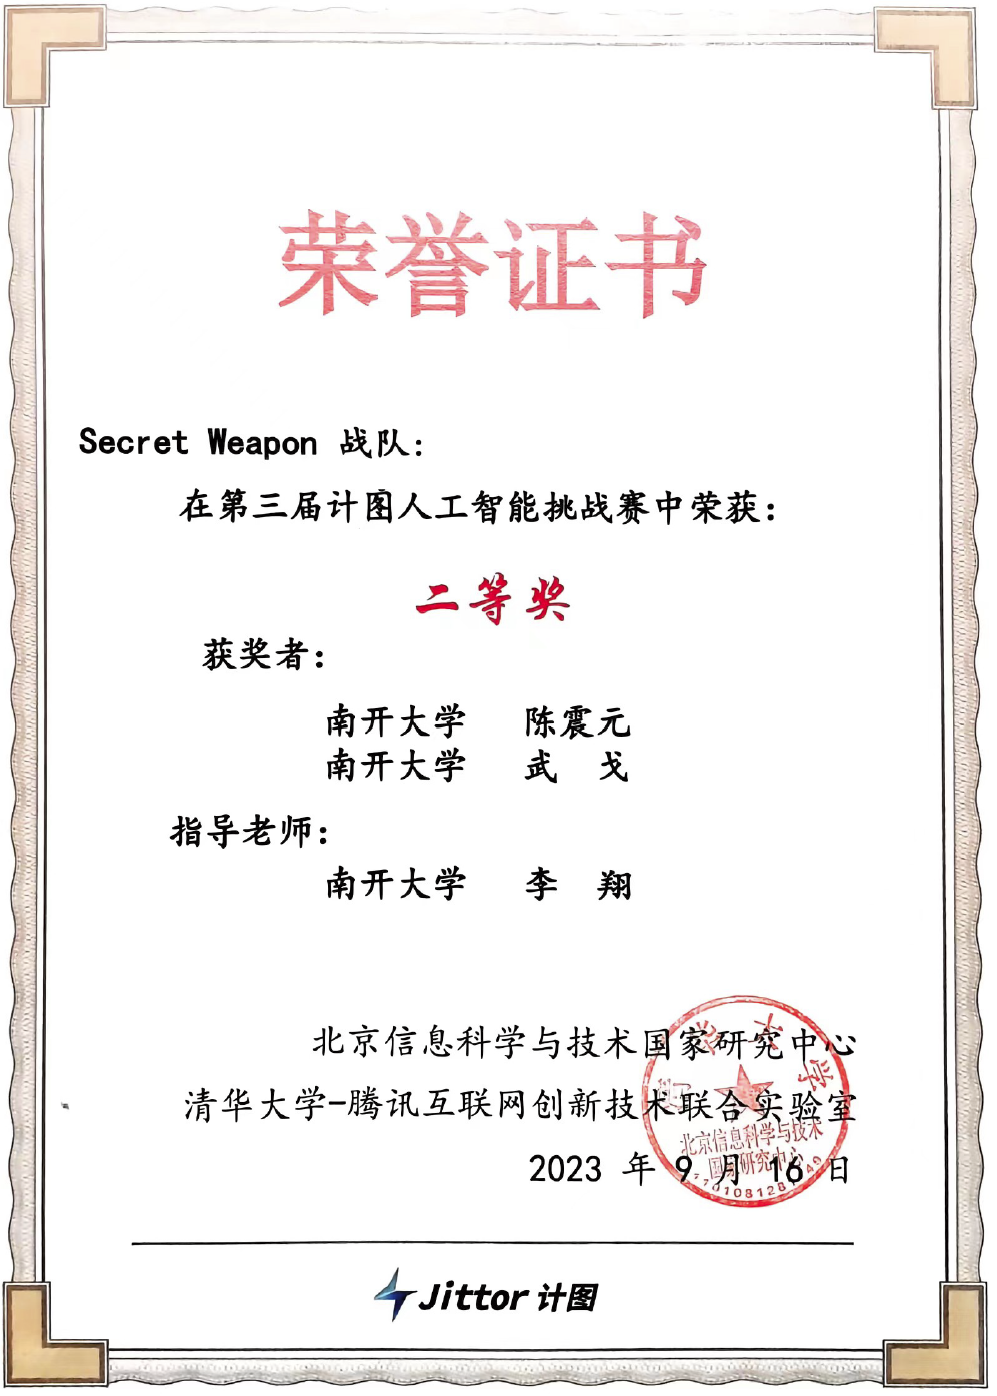 荣誉证书
Secret Weapon 战队:
在第三届计图人工智能挑战赛中荣获:
二等奖
获奖者:
南开大学 陈震元
南开大学 武 戈
指导老师:
南开大学 李 翔
北京信息科学与技术国家研究中心
清华大学-腾讯互联网创新技术联合实验室
2023 年 9 月 16 日
清华大学
北京信息科学与技术
国家研究中心
Jittor 计图